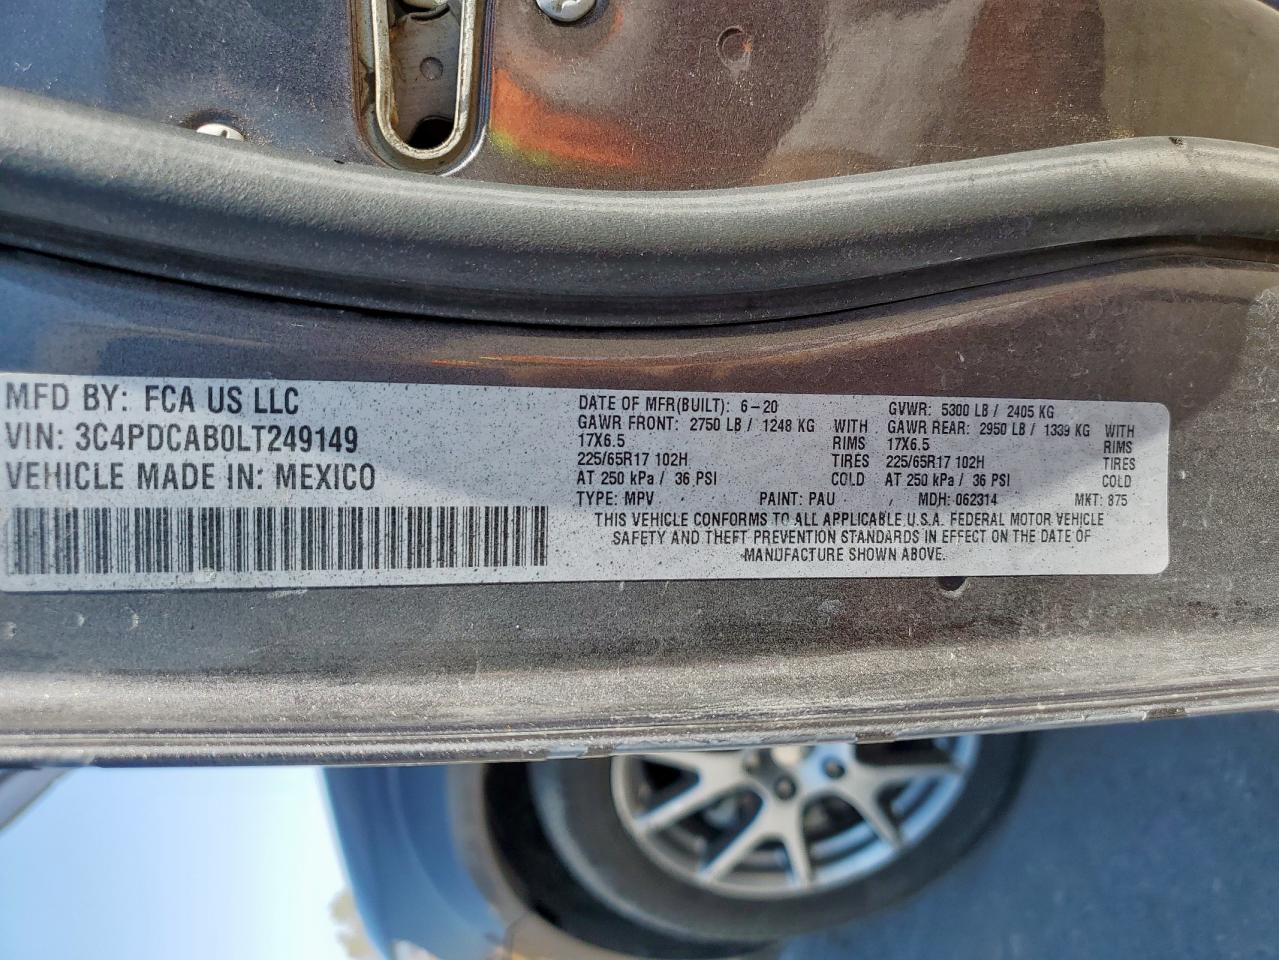 MFD BY: FCA US LLC
VIN: 3C4PDCAB0LT249149
VEHICLE MADE IN: MEXICO
DATE OF MFR(BUILT): 6-20
GAWR FRONT: 2750 LB / 1248 KG WITH
17X6.5 RIMS
225/65R17 102H TIRES
AT 250 kPa / 36 PSI COLD
GVWR: 5300 LB / 2405 KG
GAWR REAR: 2950 LB / 1339 KG WITH
17X6.5 RIMS
225/65R17 102H TIRES
AT 250 kPa / 36 PSI COLD
TYPE: MPV PAINT: PAU MDH: 062314 MKT: 875
THIS VEHICLE CONFORMS TO ALL APPLICABLE U.S.A. FEDERAL MOTOR VEHICLE
SAFETY AND THEFT PREVENTION STANDARDS IN EFFECT ON THE DATE OF
MANUFACTURE SHOWN ABOVE.